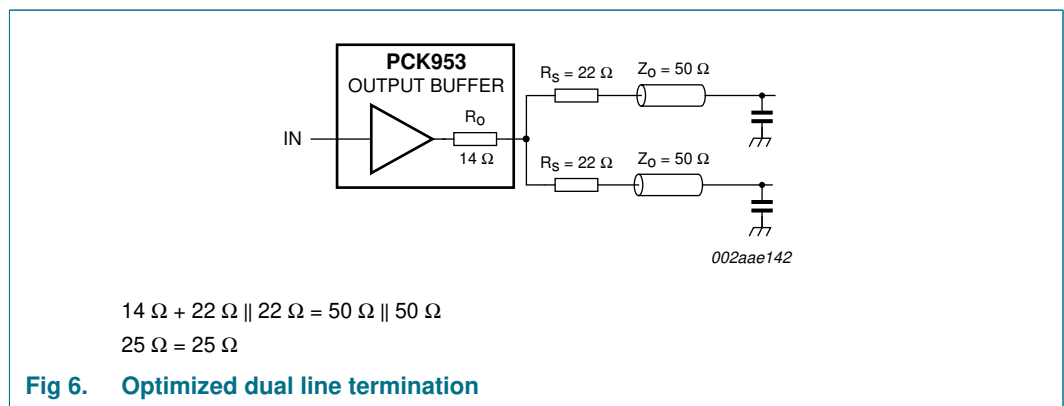 PCK953
OUTPUT BUFFER
IN
R_O
14 Ω
R_S = 22 Ω
Z_O = 50 Ω
R_S = 22 Ω
Z_O = 50 Ω
002aae142
14 Ω + 22 Ω || 22 Ω = 50 Ω || 50 Ω
25 Ω = 25 Ω
Fig 6. Optimized dual line termination